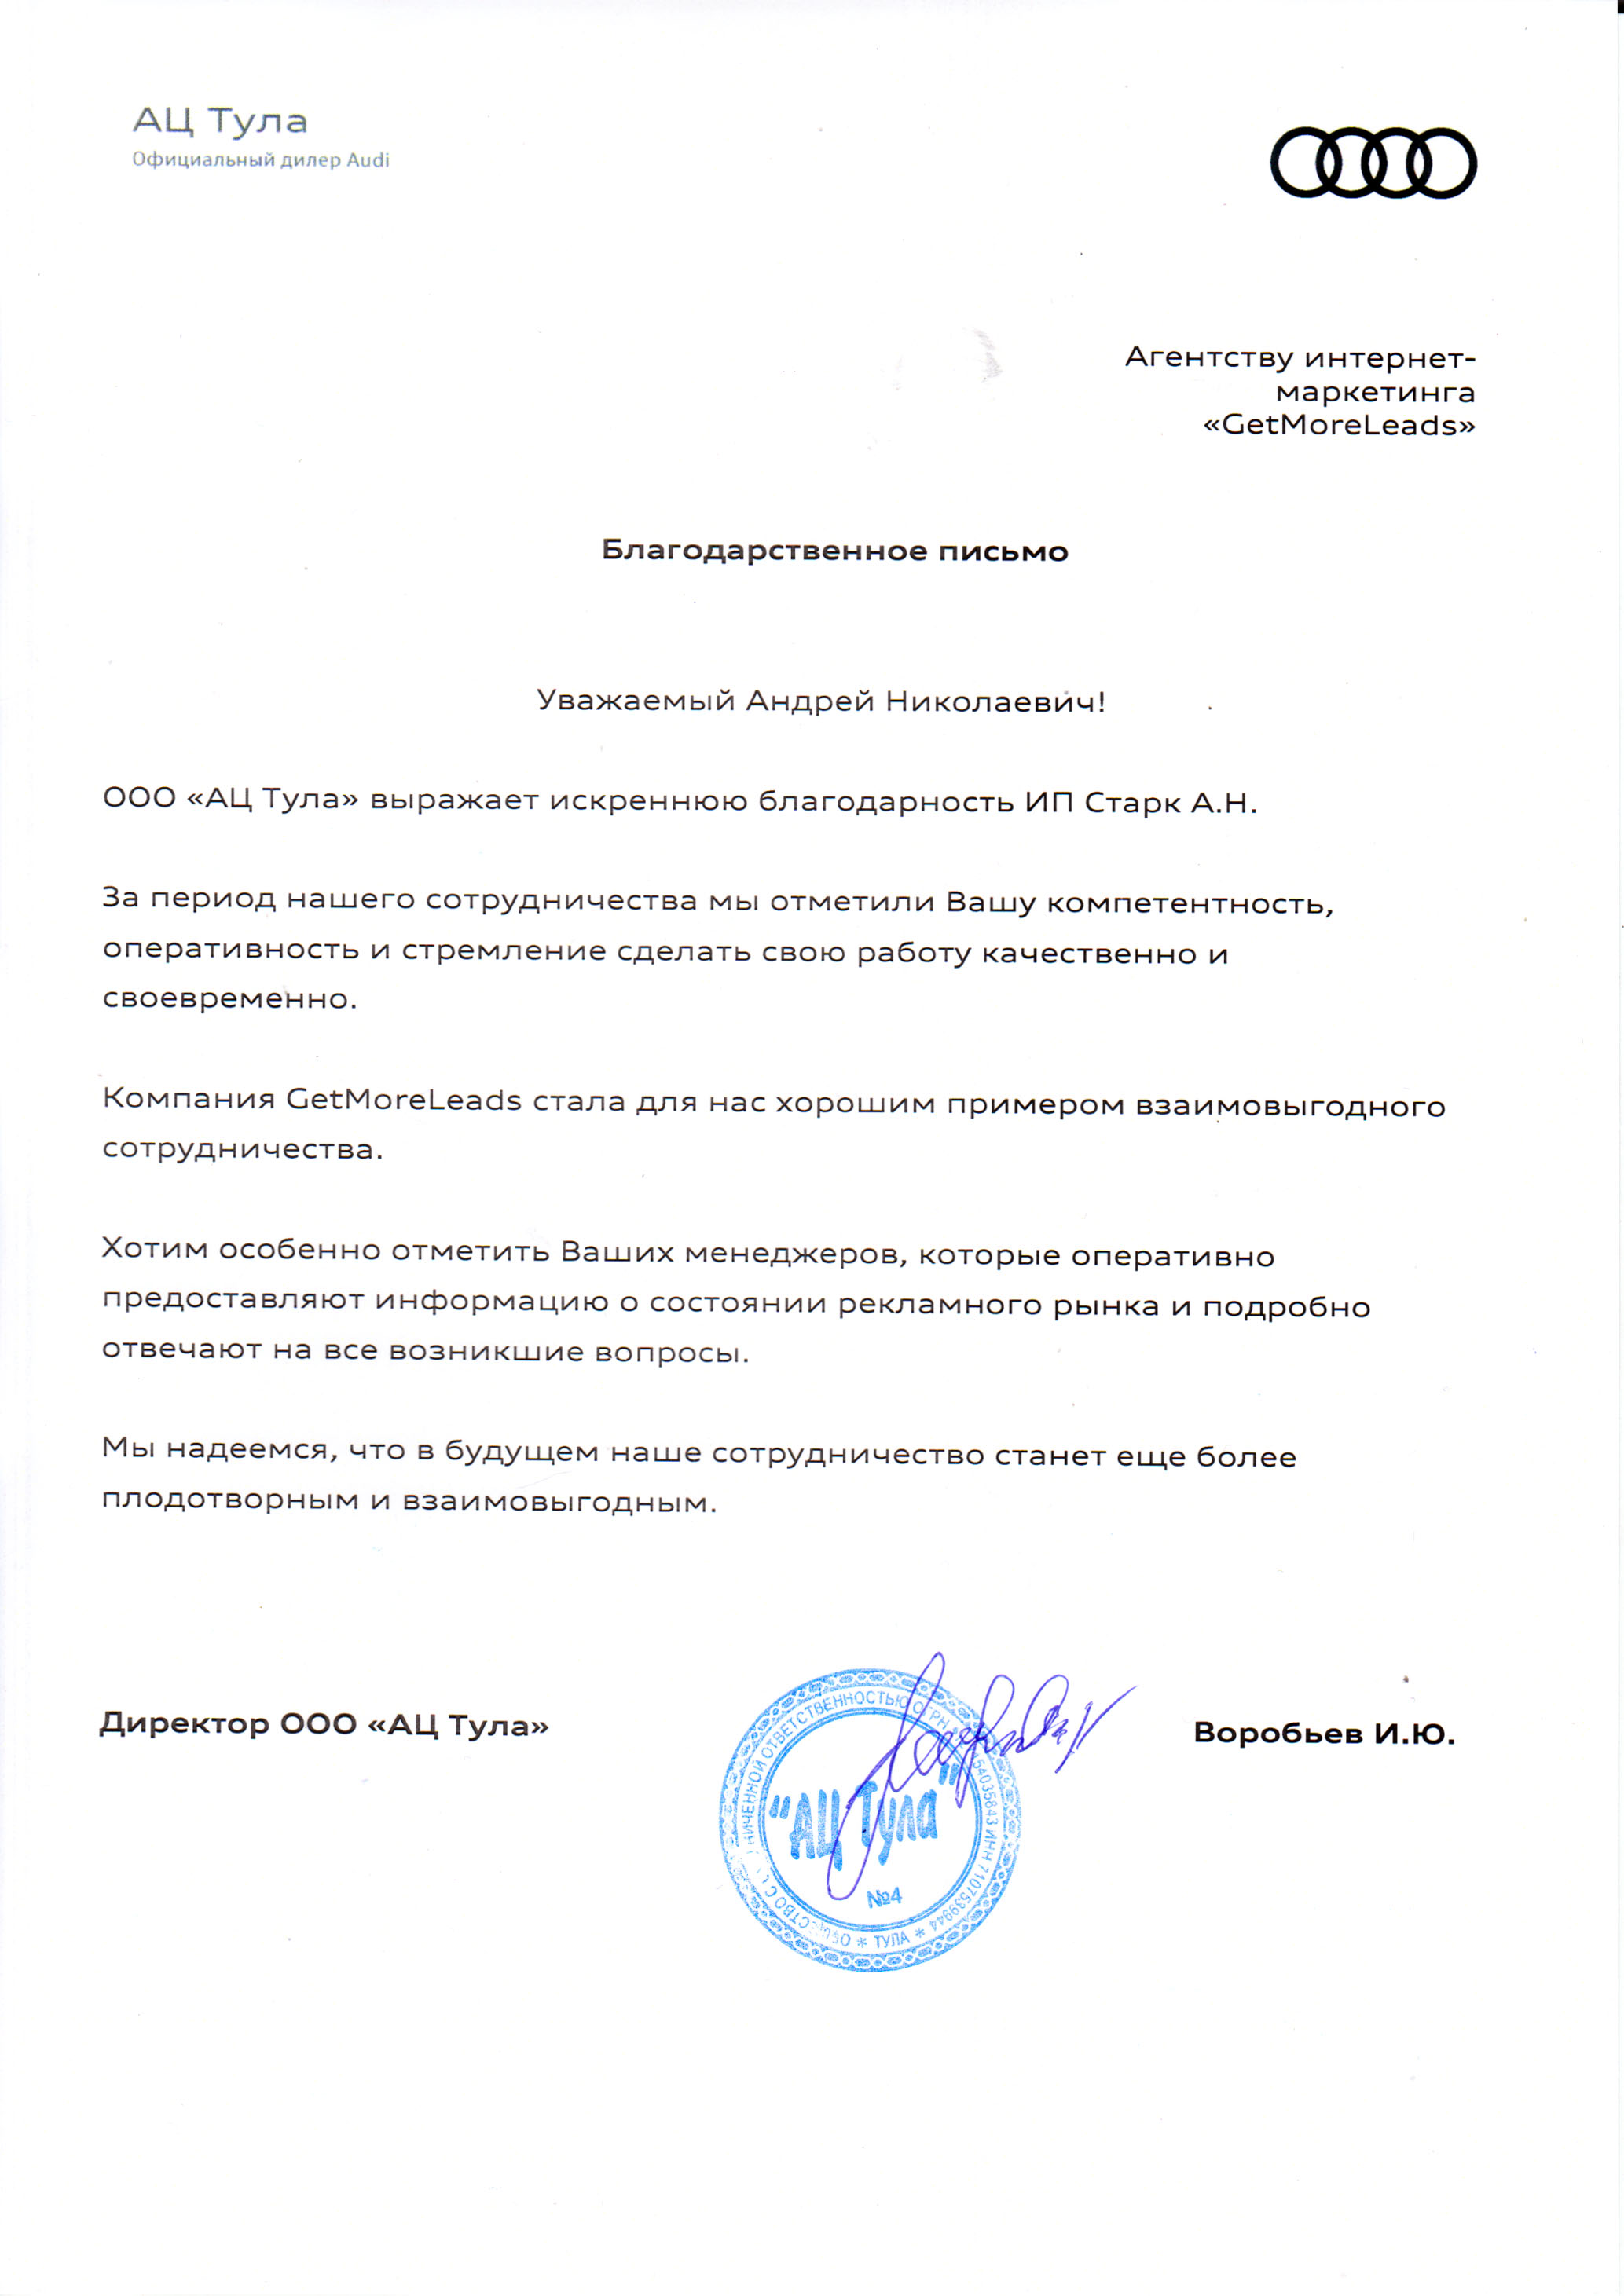 АЦ Тула
Официальный дилер Audi
Агентству интернет-
маркетинга
«GetMoreLeads»
Благодарственное письмо
Уважаемый Андрей Николаевич!
ООО «АЦ Тула» выражает искреннюю благодарность ИП Старк А.Н.
За период нашего сотрудничества мы отметили Вашу компетентность,
оперативность и стремление сделать свою работу качественно и
своевременно.
Компания GetMoreLeads стала для нас хорошим примером взаимовыгодного
сотрудничества.
Хотим особенно отметить Ваших менеджеров, которые оперативно
предоставляют информацию о состоянии рекламного рынка и подробно
отвечают на все возникшие вопросы.
Мы надеемся, что в будущем наше сотрудничество станет еще более
плодотворным и взаимовыгодным.
Директор ООО «АЦ Тула»
Воробьев И.Ю.
ОБЩЕСТВО С ОТВЕТСТВЕННОСТЬЮ ОГРН ИНН 7107539944 * ТУЛА *
"АЦ Тула"
№4